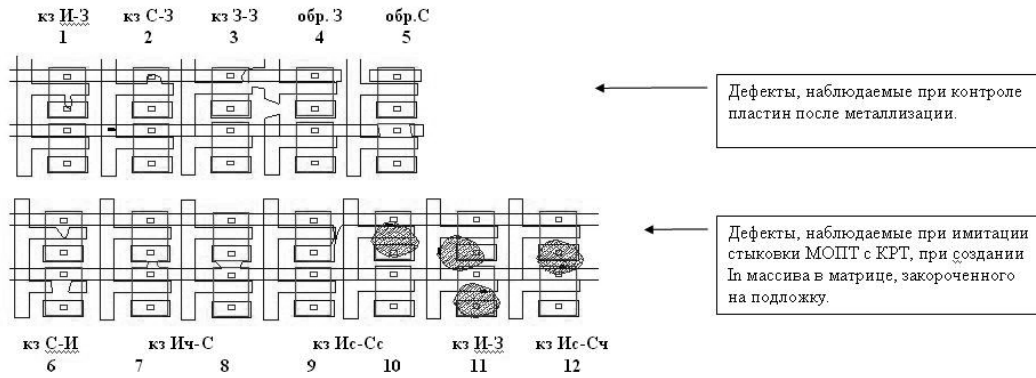 кз И-З кз С-З кз З-З обр. З обр.С
1 2 3 4 5
Дефекты, наблюдаемые при контроле
пластин после металлизации.
Дефекты, наблюдаемые при имитации
стыковки МОПТ с КРТ, при создании
In массива в матрице, закороченного
на подложку.
кз С-И кз Ич-С кз Ис-Сс кз И-З кз Ис-Сч
6 7 8 9 10 11 12